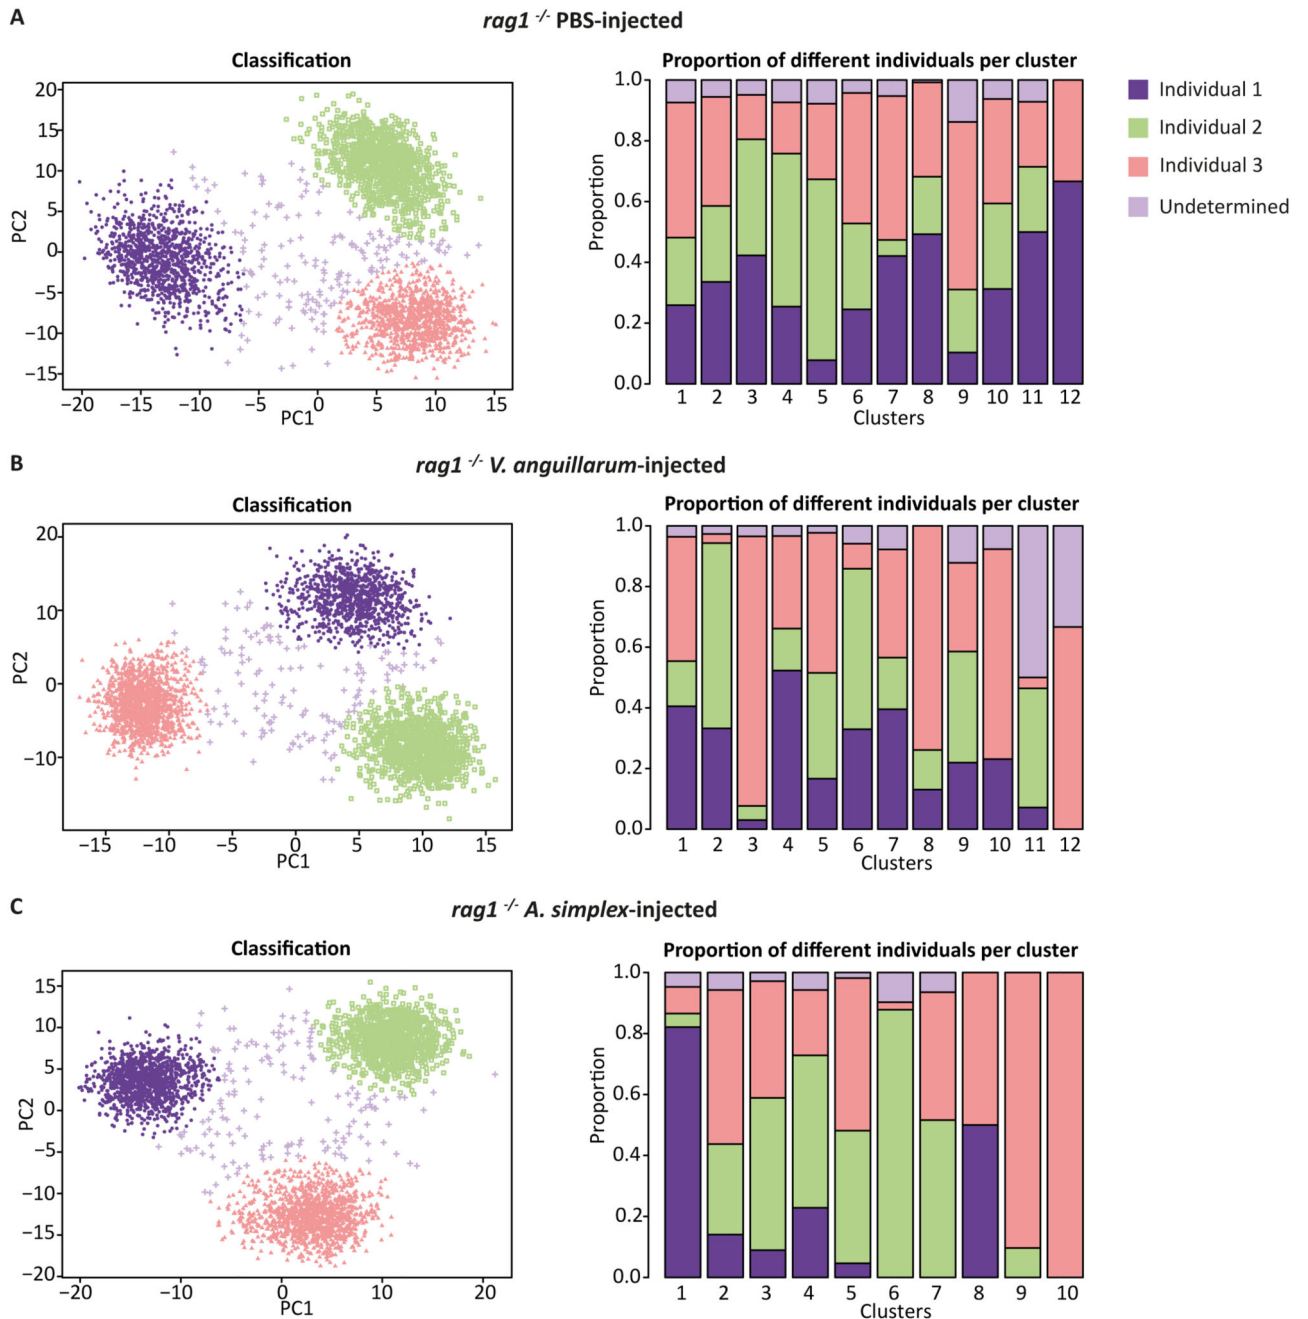 A
rag1 -/- PBS-injected
Classification
20
15
10
5
0
−5
−10
−15
PC2
−20
−15
−10
−5
0
5
10
15
PC1
Proportion of different individuals per cluster
1.0
0.8
0.6
0.4
0.2
0.0
Proportion
1 2 3 4 5 6 7 8 9 10 11 12
Clusters
Individual 1
Individual 2
Individual 3
Undetermined
B
rag1 -/- V. anguillarum-injected
Classification
20
10
0
−10
PC2
−15
−10
−5
0
5
10
15
PC1
Proportion of different individuals per cluster
1.0
0.8
0.6
0.4
0.2
0.0
Proportion
1 2 3 4 5 6 7 8 9 10 11 12
Clusters
C
rag1 -/- A. simplex-injected
Classification
15
10
5
0
−5
−10
−15
−20
PC2
−20
−10
0
10
20
PC1
Proportion of different individuals per cluster
1.0
0.8
0.6
0.4
0.2
0.0
Proportion
1 2 3 4 5 6 7 8 9 10
Clusters